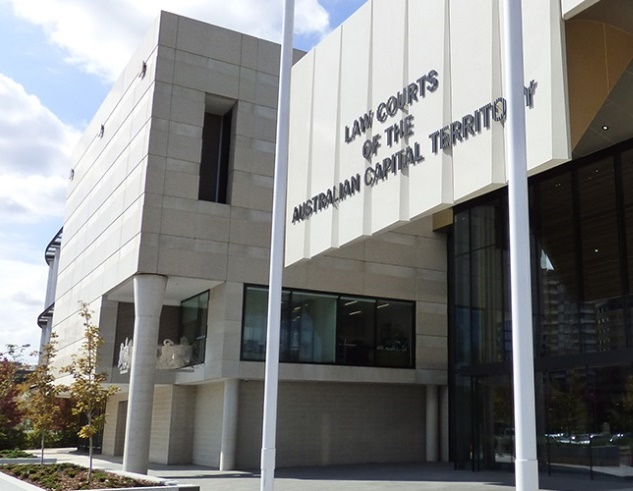 LAW COURTS
OF THE
AUSTRALIAN CAPITAL TERRITORY